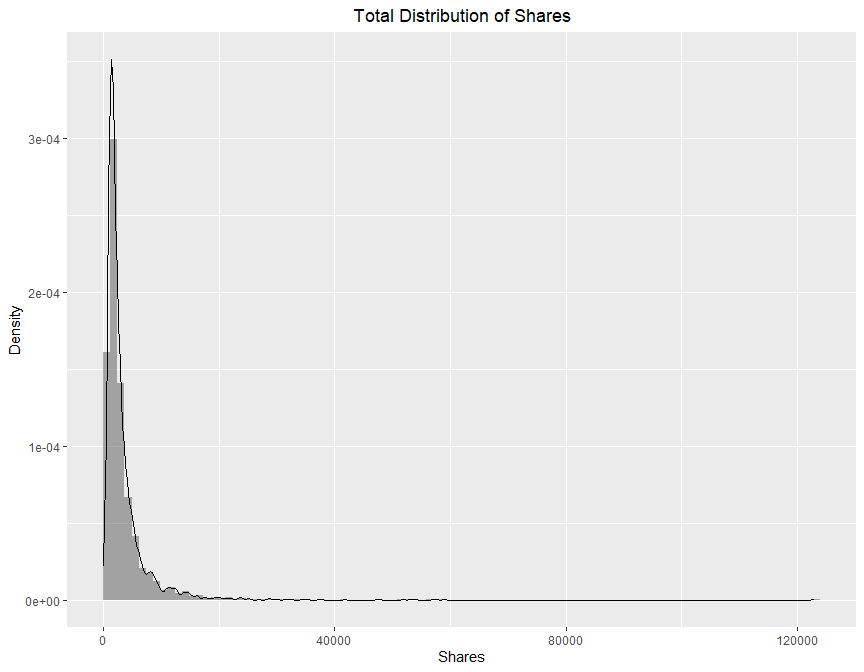 Total Distribution of Shares
Density
3e-04
2e-04
1e-04
0e+00
0
40000
80000
120000
Shares